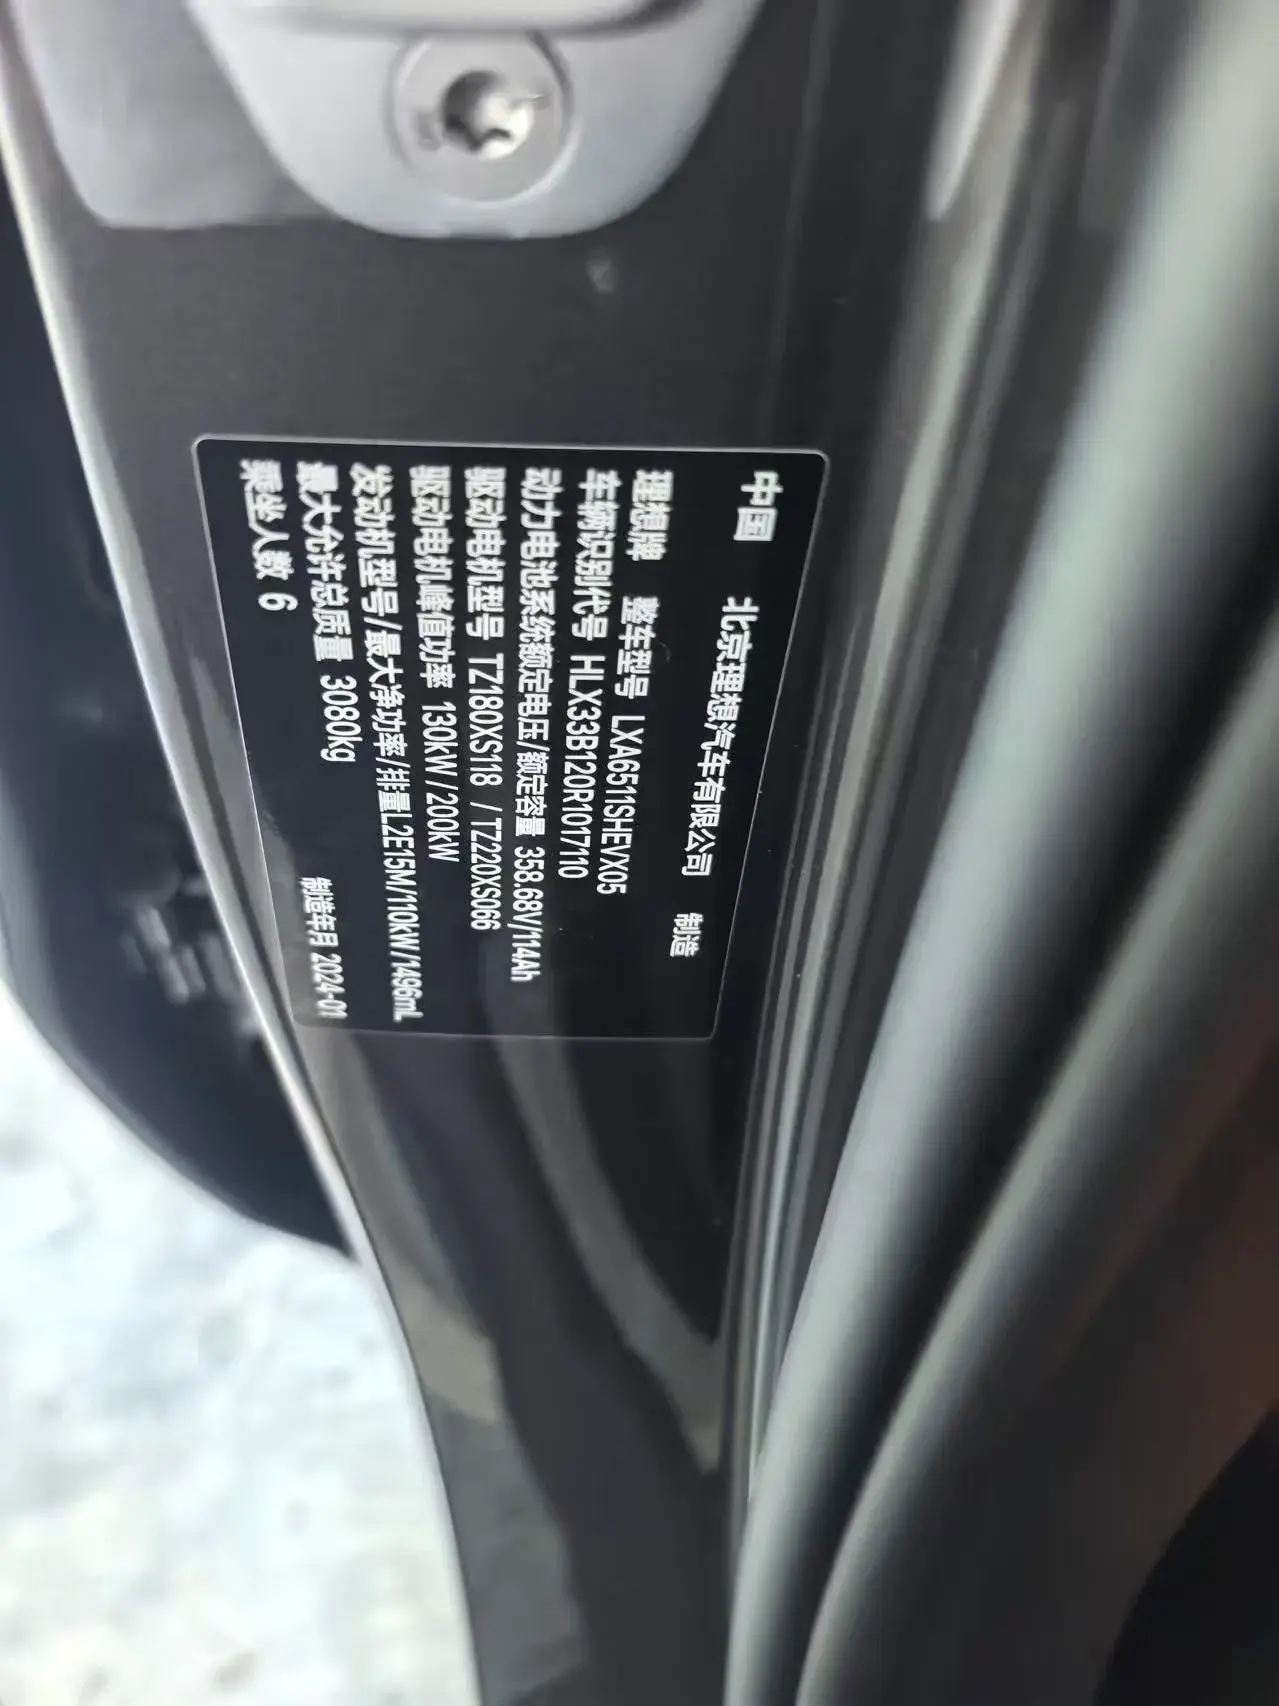 中国 北京理想汽车有限公司 制造
理想牌 整车型号 LXA6511SHEVX05
车辆识别代号 HLX33B120R1017110
动力电池系统额定电压/额定容量 358.68V/114Ah
驱动电机型号 TZ180XS118 / TZ220XS066
驱动电机峰值功率 130kW/200kW
发动机型号/最大净功率/排量L2E15M/110kW/1496mL
最大允许总质量 3080kg
乘坐人数 6 制造年月 2024-01